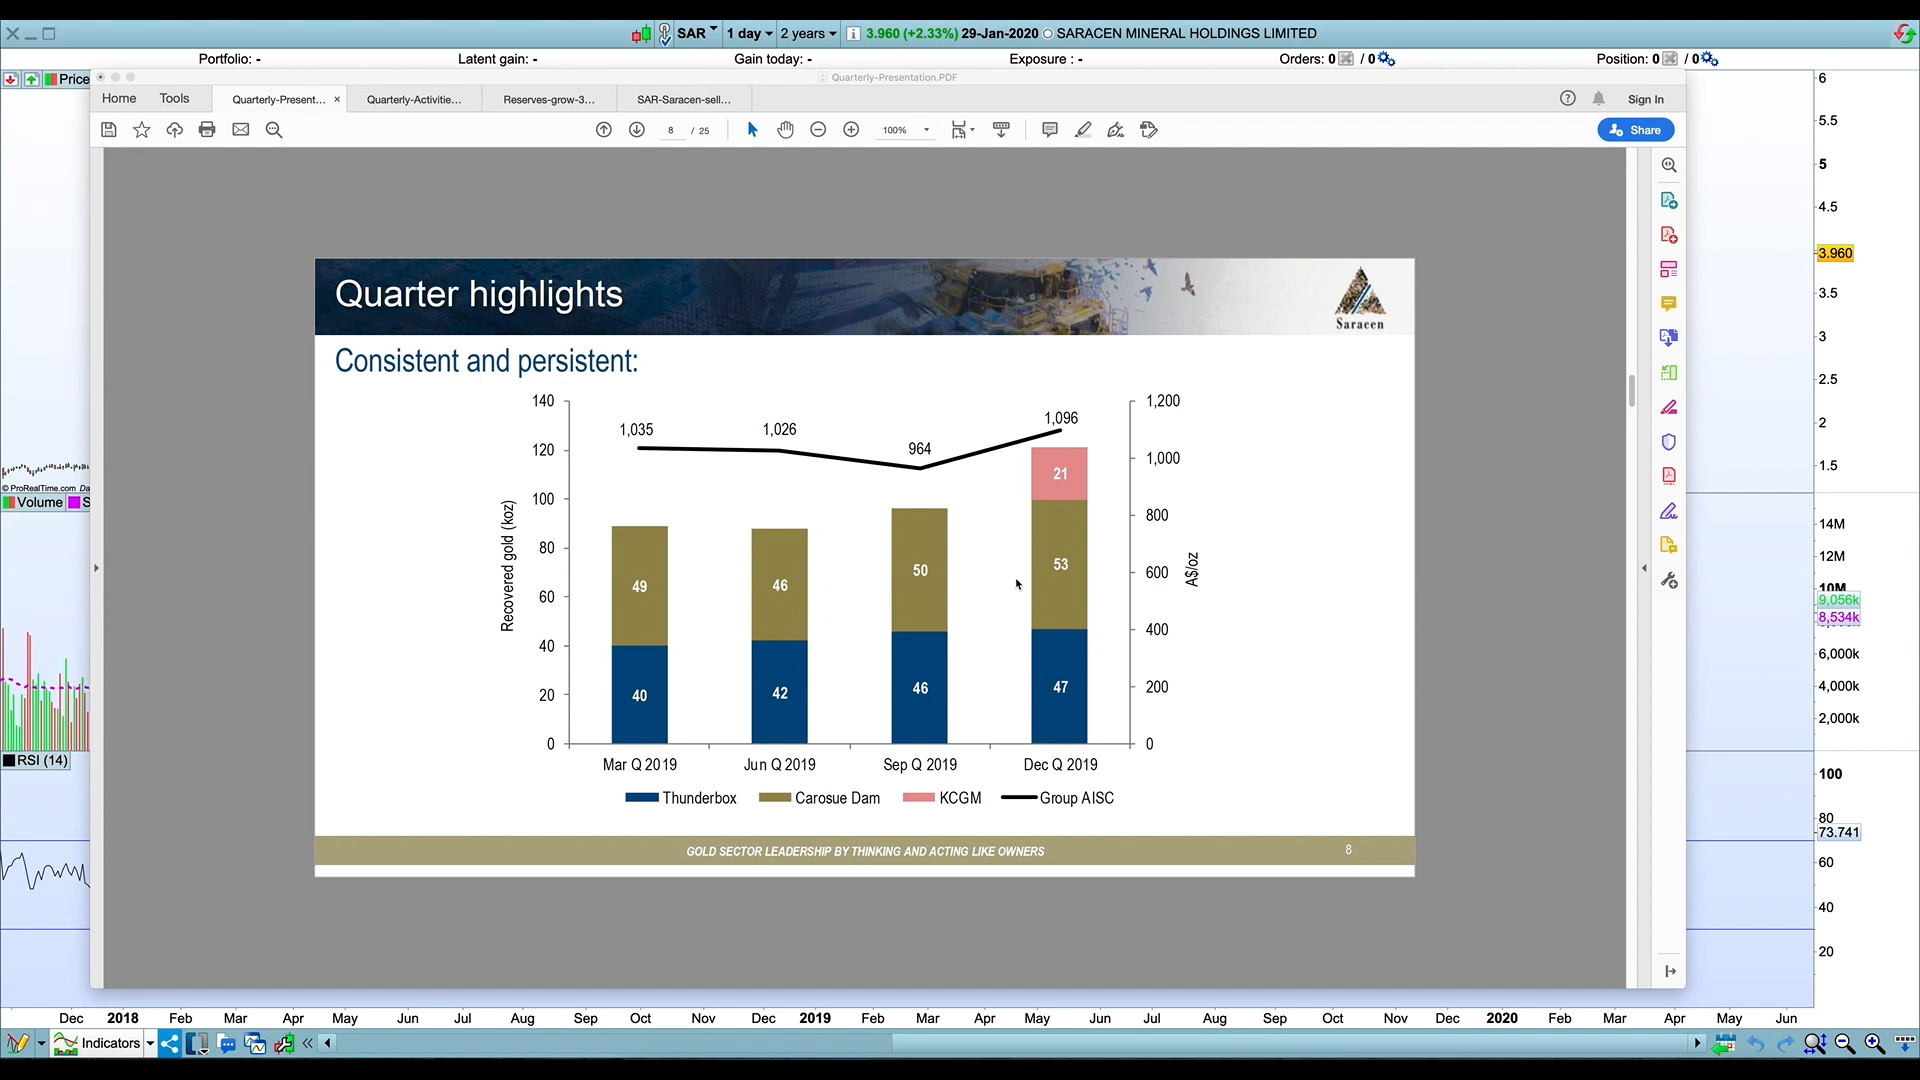 SAR 1 day 2 years 3.960 (+2.33%) 29-Jan-2020 SARACEN MINERAL HOLDINGS LIMITED
Portfolio: - Latent gain: - Gain today: - Exposure : - Orders: 0 / 0 Position: 0 / 0
Price
Quarterly-Presentation.PDF
Home Tools Quarterly-Present... × Quarterly-Activitie... Reserves-grow-3... SAR-Saracen-sell... Sign In
8 / 25 100% Share
Quarter highlights
Saracen
Consistent and persistent:
140
120
100
80
60
40
20
0
Recovered gold (koz)
1,035 1,026 964 1,096
21
49 46 50 53
40 42 46 47
1,200
1,000
800
600
400
200
0
A$/oz
Mar Q 2019 Jun Q 2019 Sep Q 2019 Dec Q 2019
Thunderbox Carosue Dam KCGM Group AISC
GOLD SECTOR LEADERSHIP BY THINKING AND ACTING LIKE OWNERS 8
6
5.5
5
4.5
3.960
3.5
3
2.5
2
1.5
© ProRealTime.com
Volume
14M
12M
10M
9,056k
8,534k
6,000k
4,000k
2,000k
RSI (14)
100
80
73.741
60
40
20
Dec 2018 Feb Mar Apr May Jun Jul Aug Sep Oct Nov Dec 2019 Feb Mar Apr May Jun Jul Aug Sep Oct Nov Dec 2020 Feb Mar Apr May Jun
Indicators